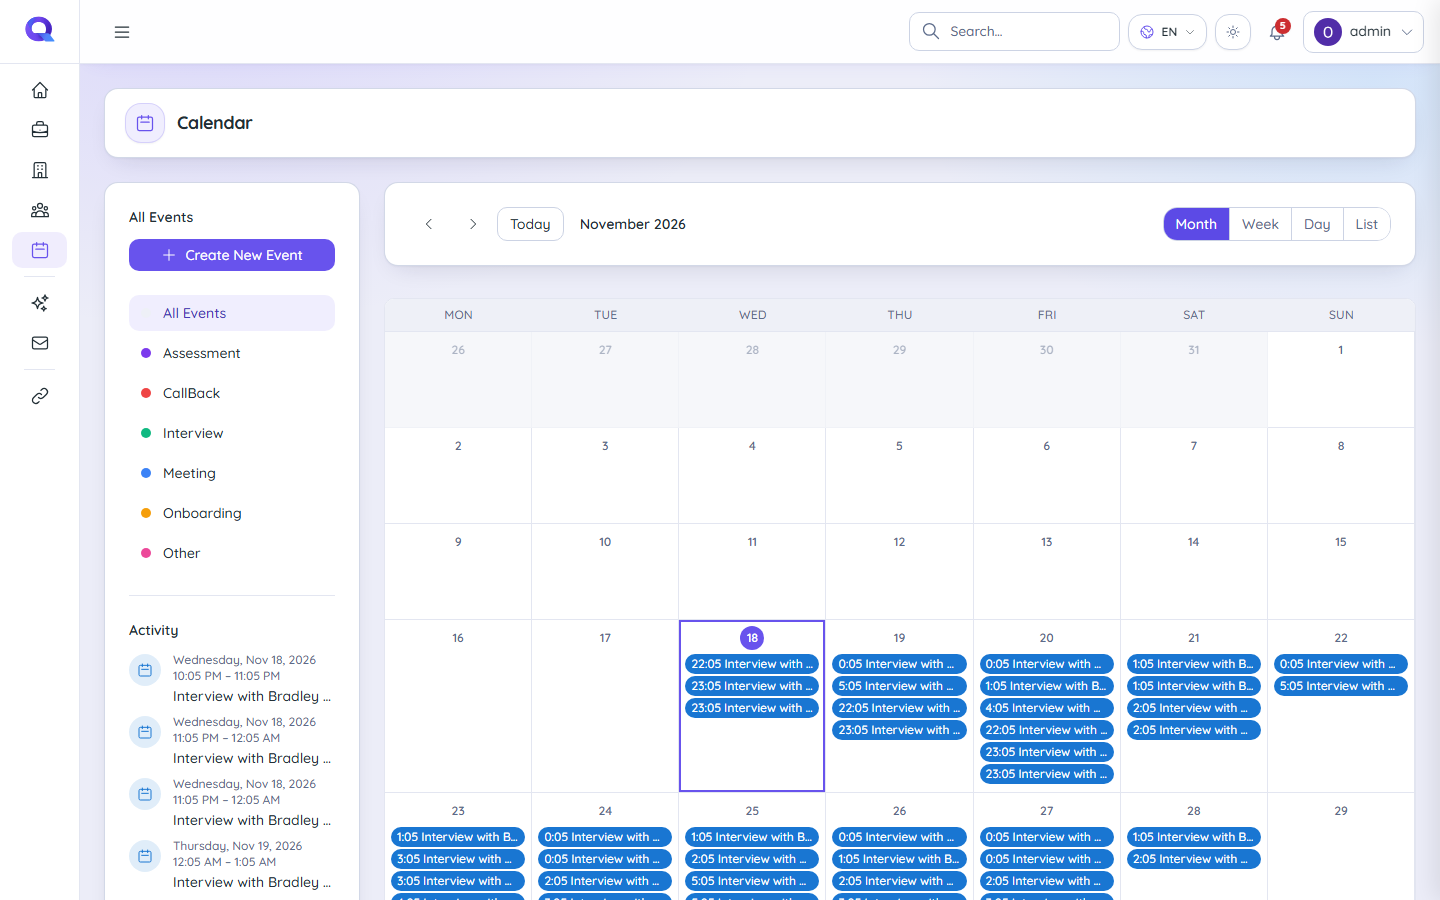 Search...
EN
5
O
admin
Calendar
All Events
Create New Event
All Events
Assessment
CallBack
Interview
Meeting
Onboarding
Other
Activity
Wednesday, Nov 18, 2026
10:05 PM – 11:05 PM
Interview with Bradley ...
Wednesday, Nov 18, 2026
11:05 PM – 12:05 AM
Interview with Bradley ...
Wednesday, Nov 18, 2026
11:05 PM – 12:05 AM
Interview with Bradley ...
Thursday, Nov 19, 2026
12:05 AM – 1:05 AM
Interview with Bradley ...
Today
November 2026
Month Week Day List
MON TUE WED THU FRI SAT SUN
26 27 28 29 30 31 1
2 3 4 5 6 7 8
9 10 11 12 13 14 15
16 17 18 19 20 21 22
22:05 Interview with ... 0:05 Interview with ... 0:05 Interview with ... 1:05 Interview with B... 0:05 Interview with ...
23:05 Interview with ... 5:05 Interview with ... 1:05 Interview with B... 1:05 Interview with B... 5:05 Interview with ...
23:05 Interview with ... 22:05 Interview with ... 4:05 Interview with ... 2:05 Interview with ...
23:05 Interview with ... 22:05 Interview with ... 2:05 Interview with ...
23:05 Interview with ...
23:05 Interview with ...
23 24 25 26 27 28 29
1:05 Interview with B... 0:05 Interview with ... 1:05 Interview with B... 0:05 Interview with ... 0:05 Interview with ... 1:05 Interview with B...
3:05 Interview with ... 0:05 Interview with ... 2:05 Interview with ... 1:05 Interview with B... 0:05 Interview with ... 2:05 Interview with ...
3:05 Interview with ... 2:05 Interview with ... 5:05 Interview with ... 2:05 Interview with ... 2:05 Interview with ...